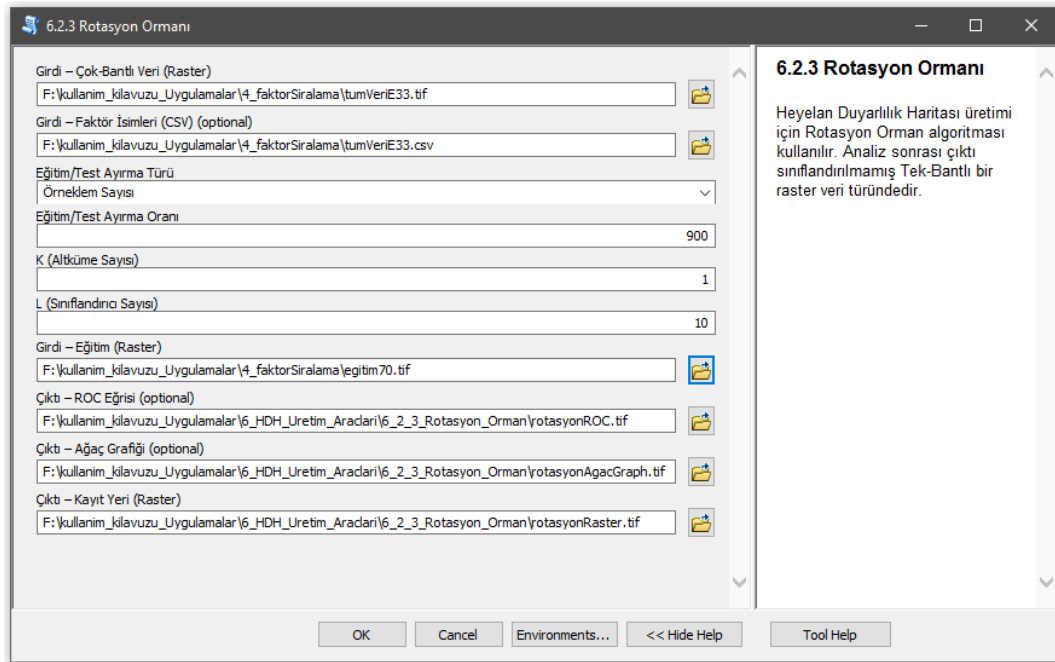 6.2.3 Rotasyon Ormanı
Girdi – Çok-Bantlı Veri (Raster)
F:\kullanim_kilavuzu_Uygulamalar\4_faktorSiralama\tumVeriE33.tif
Girdi – Faktör İsimleri (CSV) (optional)
F:\kullanim_kilavuzu_Uygulamalar\4_faktorSiralama\tumVeriE33.csv
Eğitim/Test Ayırma Türü
Örneklem Sayısı
Eğitim/Test Ayırma Oranı
900
K (Altküme Sayısı)
1
L (Sınıflandırıcı Sayısı)
10
Girdi – Eğitim (Raster)
F:\kullanim_kilavuzu_Uygulamalar\4_faktorSiralama\egitim70.tif
Çıktı – ROC Eğrisi (optional)
F:\kullanim_kilavuzu_Uygulamalar\6_HDH_Uretim_Araclari\6_2_3_Rotasyon_Orman\rotasyonROC.tif
Çıktı – Ağaç Grafiği (optional)
F:\kullanim_kilavuzu_Uygulamalar\6_HDH_Uretim_Araclari\6_2_3_Rotasyon_Orman\rotasyonAgacGraph.tif
Çıktı – Kayıt Yeri (Raster)
F:\kullanim_kilavuzu_Uygulamalar\6_HDH_Uretim_Araclari\6_2_3_Rotasyon_Orman\rotasyonRaster.tif
6.2.3 Rotasyon Ormanı
Heyelan Duyarlılık Haritası üretimi
için Rotasyon Orman algoritması
kullanılır. Analiz sonrası çıktı
sınıflandırılmamış Tek-Bantlı bir
raster veri türündedir.
OK
Cancel
Environments...
<< Hide Help
Tool Help